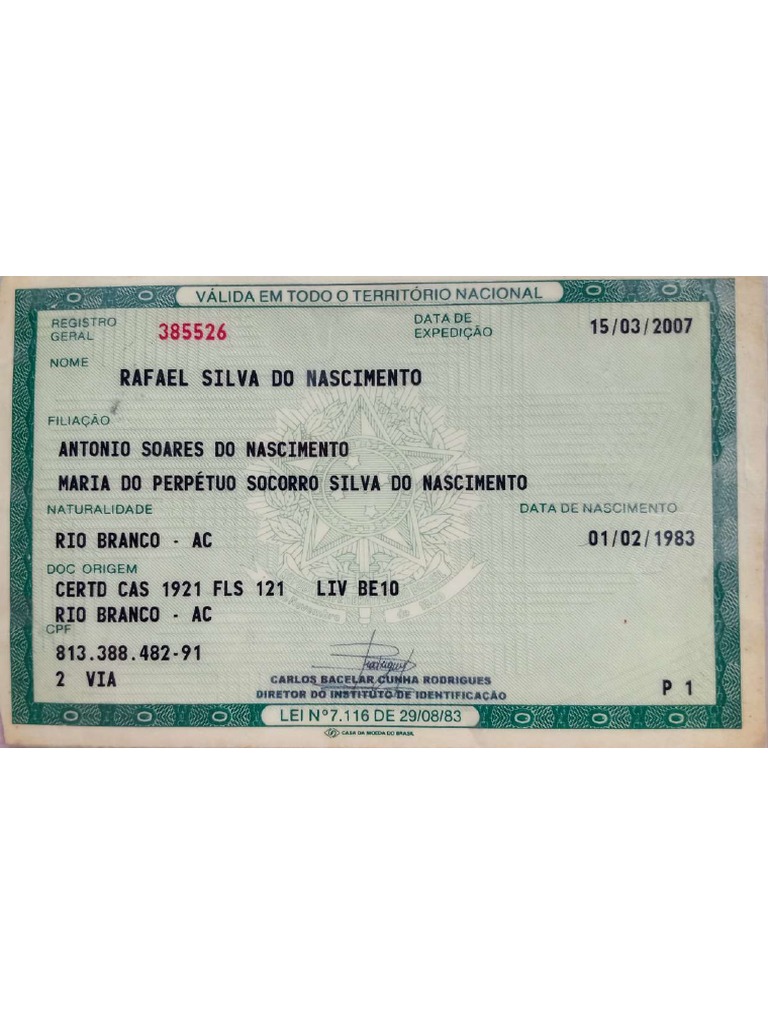 VÁLIDA EM TODO O TERRITÓRIO NACIONAL
REGISTRO GERAL 385526 DATA DE EXPEDIÇÃO 15/03/2007
NOME
RAFAEL SILVA DO NASCIMENTO
FILIAÇÃO
ANTONIO SOARES DO NASCIMENTO
MARIA DO PERPÉTUO SOCORRO SILVA DO NASCIMENTO
NATURALIDADE DATA DE NASCIMENTO
RIO BRANCO - AC 01/02/1983
DOC ORIGEM
CERTD CAS 1921 FLS 121 LIV BE10
RIO BRANCO - AC
CPF
813.388.482-91
2 VIA
CARLOS BACELAR CUNHA RODRIGUES
DIRETOR DO INSTITUTO DE IDENTIFICAÇÃO
P 1
LEI Nº 7.116 DE 29/08/83
CASA DA MOEDA DO BRASIL